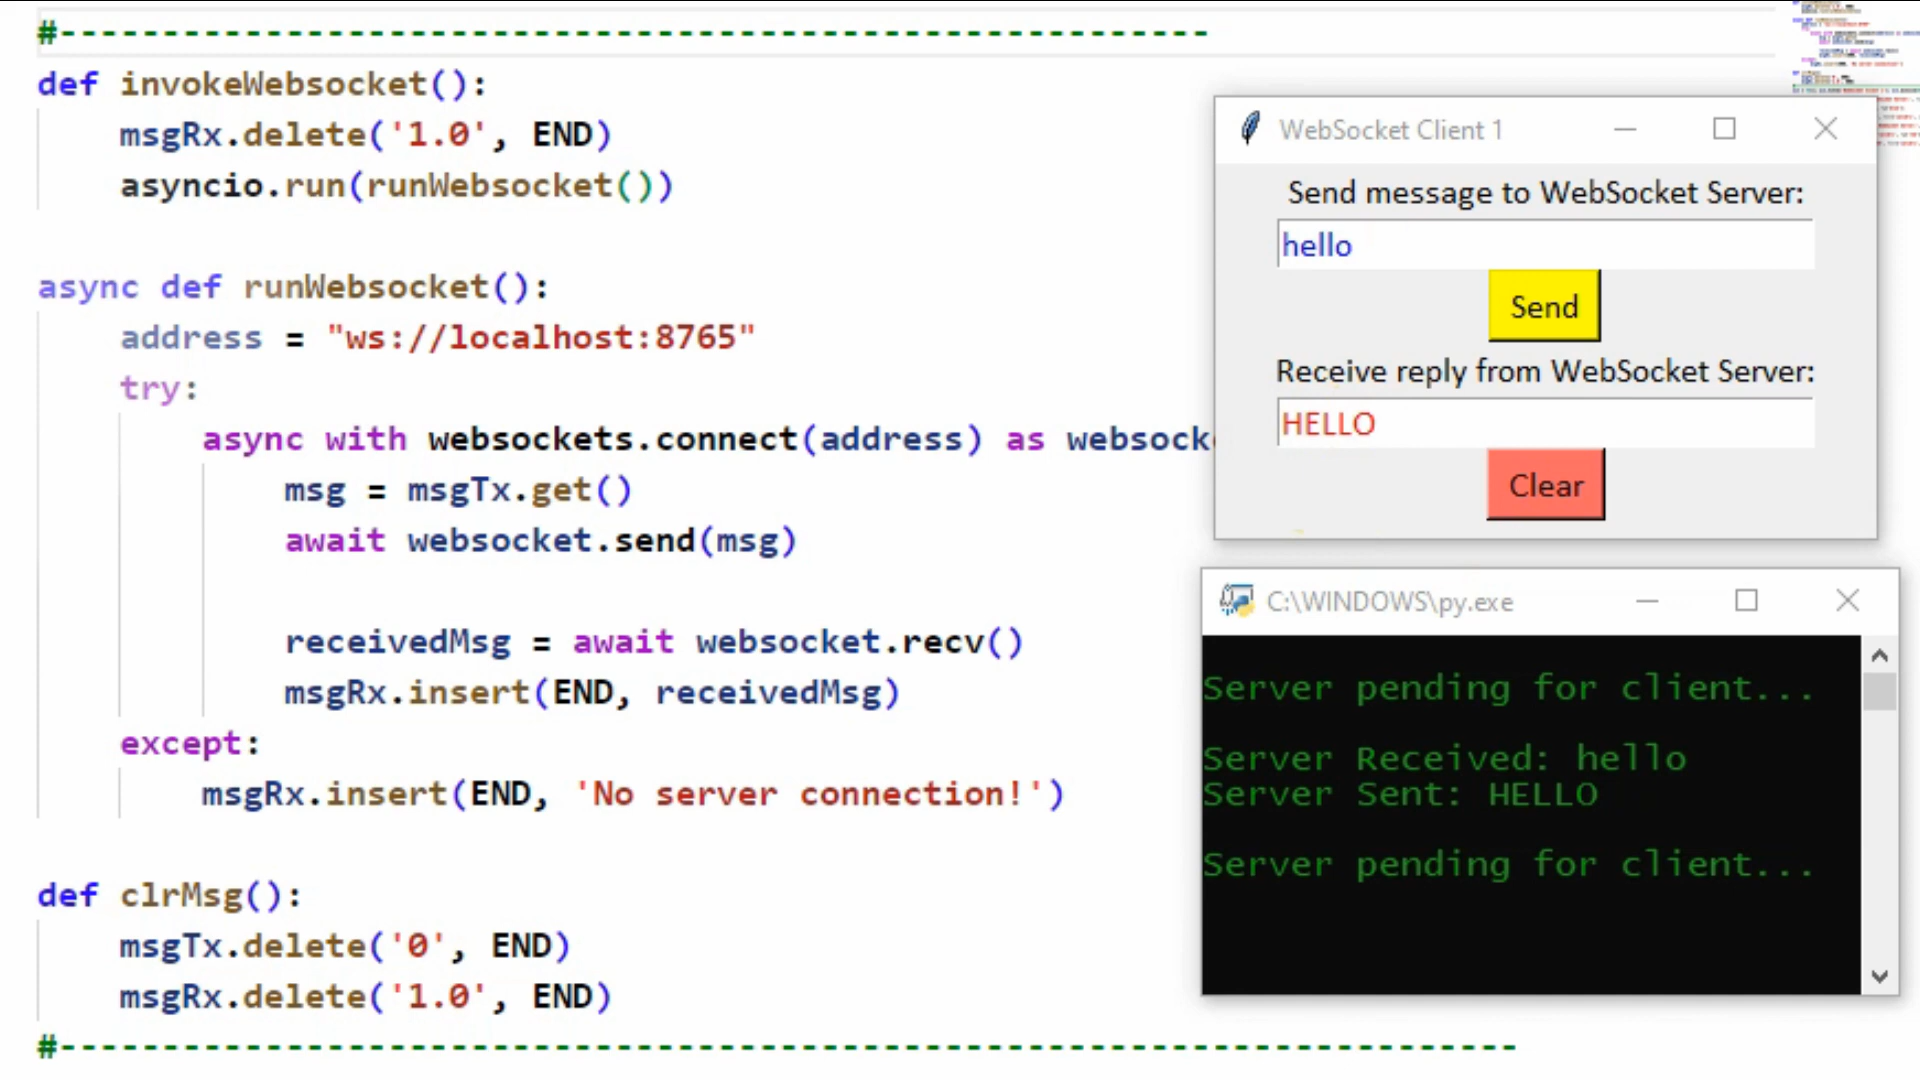 #--------------------------------------------------------
def invokeWebsocket():
    msgRx.delete('1.0', END)
    asyncio.run(runWebsocket())
async def runWebsocket():
    address = "ws://localhost:8765"
    try:
        async with websockets.connect(address) as websock
            msg = msgTx.get()
            await websocket.send(msg)
            receivedMsg = await websocket.recv()
            msgRx.insert(END, receivedMsg)
    except:
        msgRx.insert(END, 'No server connection!')
def clrMsg():
    msgTx.delete('0', END)
    msgRx.delete('1.0', END)
#-----------------------------------------------------------------------
WebSocket Client 1
Send message to WebSocket Server:
hello
Send
Receive reply from WebSocket Server:
HELLO
Clear
C:\WINDOWS\py.exe
Server pending for client...
Server Received: hello
Server Sent: HELLO
Server pending for client...